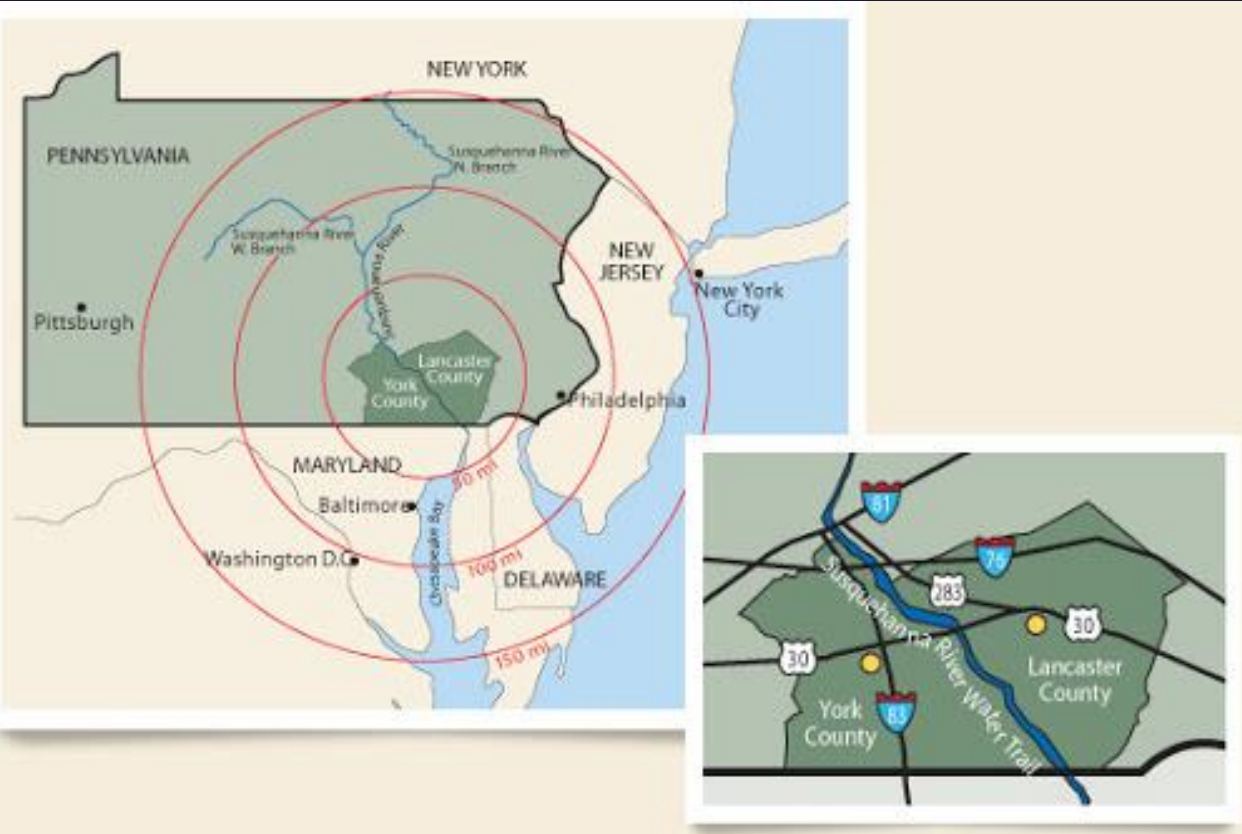 NEW YORK
PENNSYLVANIA
Susquehanna River
N. Branch
Susquehanna River
W. Branch
Susquehanna River
NEW
JERSEY
New York
City
Pittsburgh
Lancaster
County
York
County
Philadelphia
MARYLAND
50 mi
Baltimore
Chesapeake Bay
Washington D.C.
100 mi
DELAWARE
150 mi
81
76
Susquehanna River Water Trail
283
30
30
Lancaster
County
York
County
83